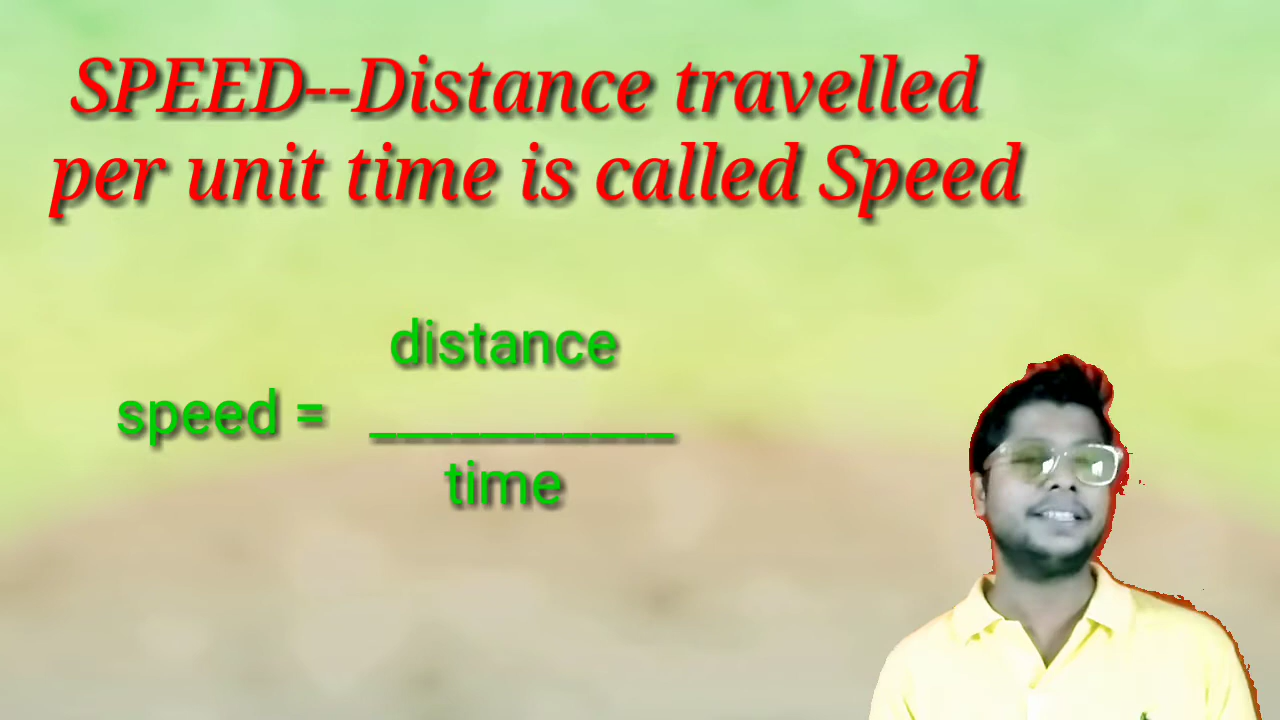 SPEED--Distance travelled
per unit time is called Speed
distance
speed = ___________
time